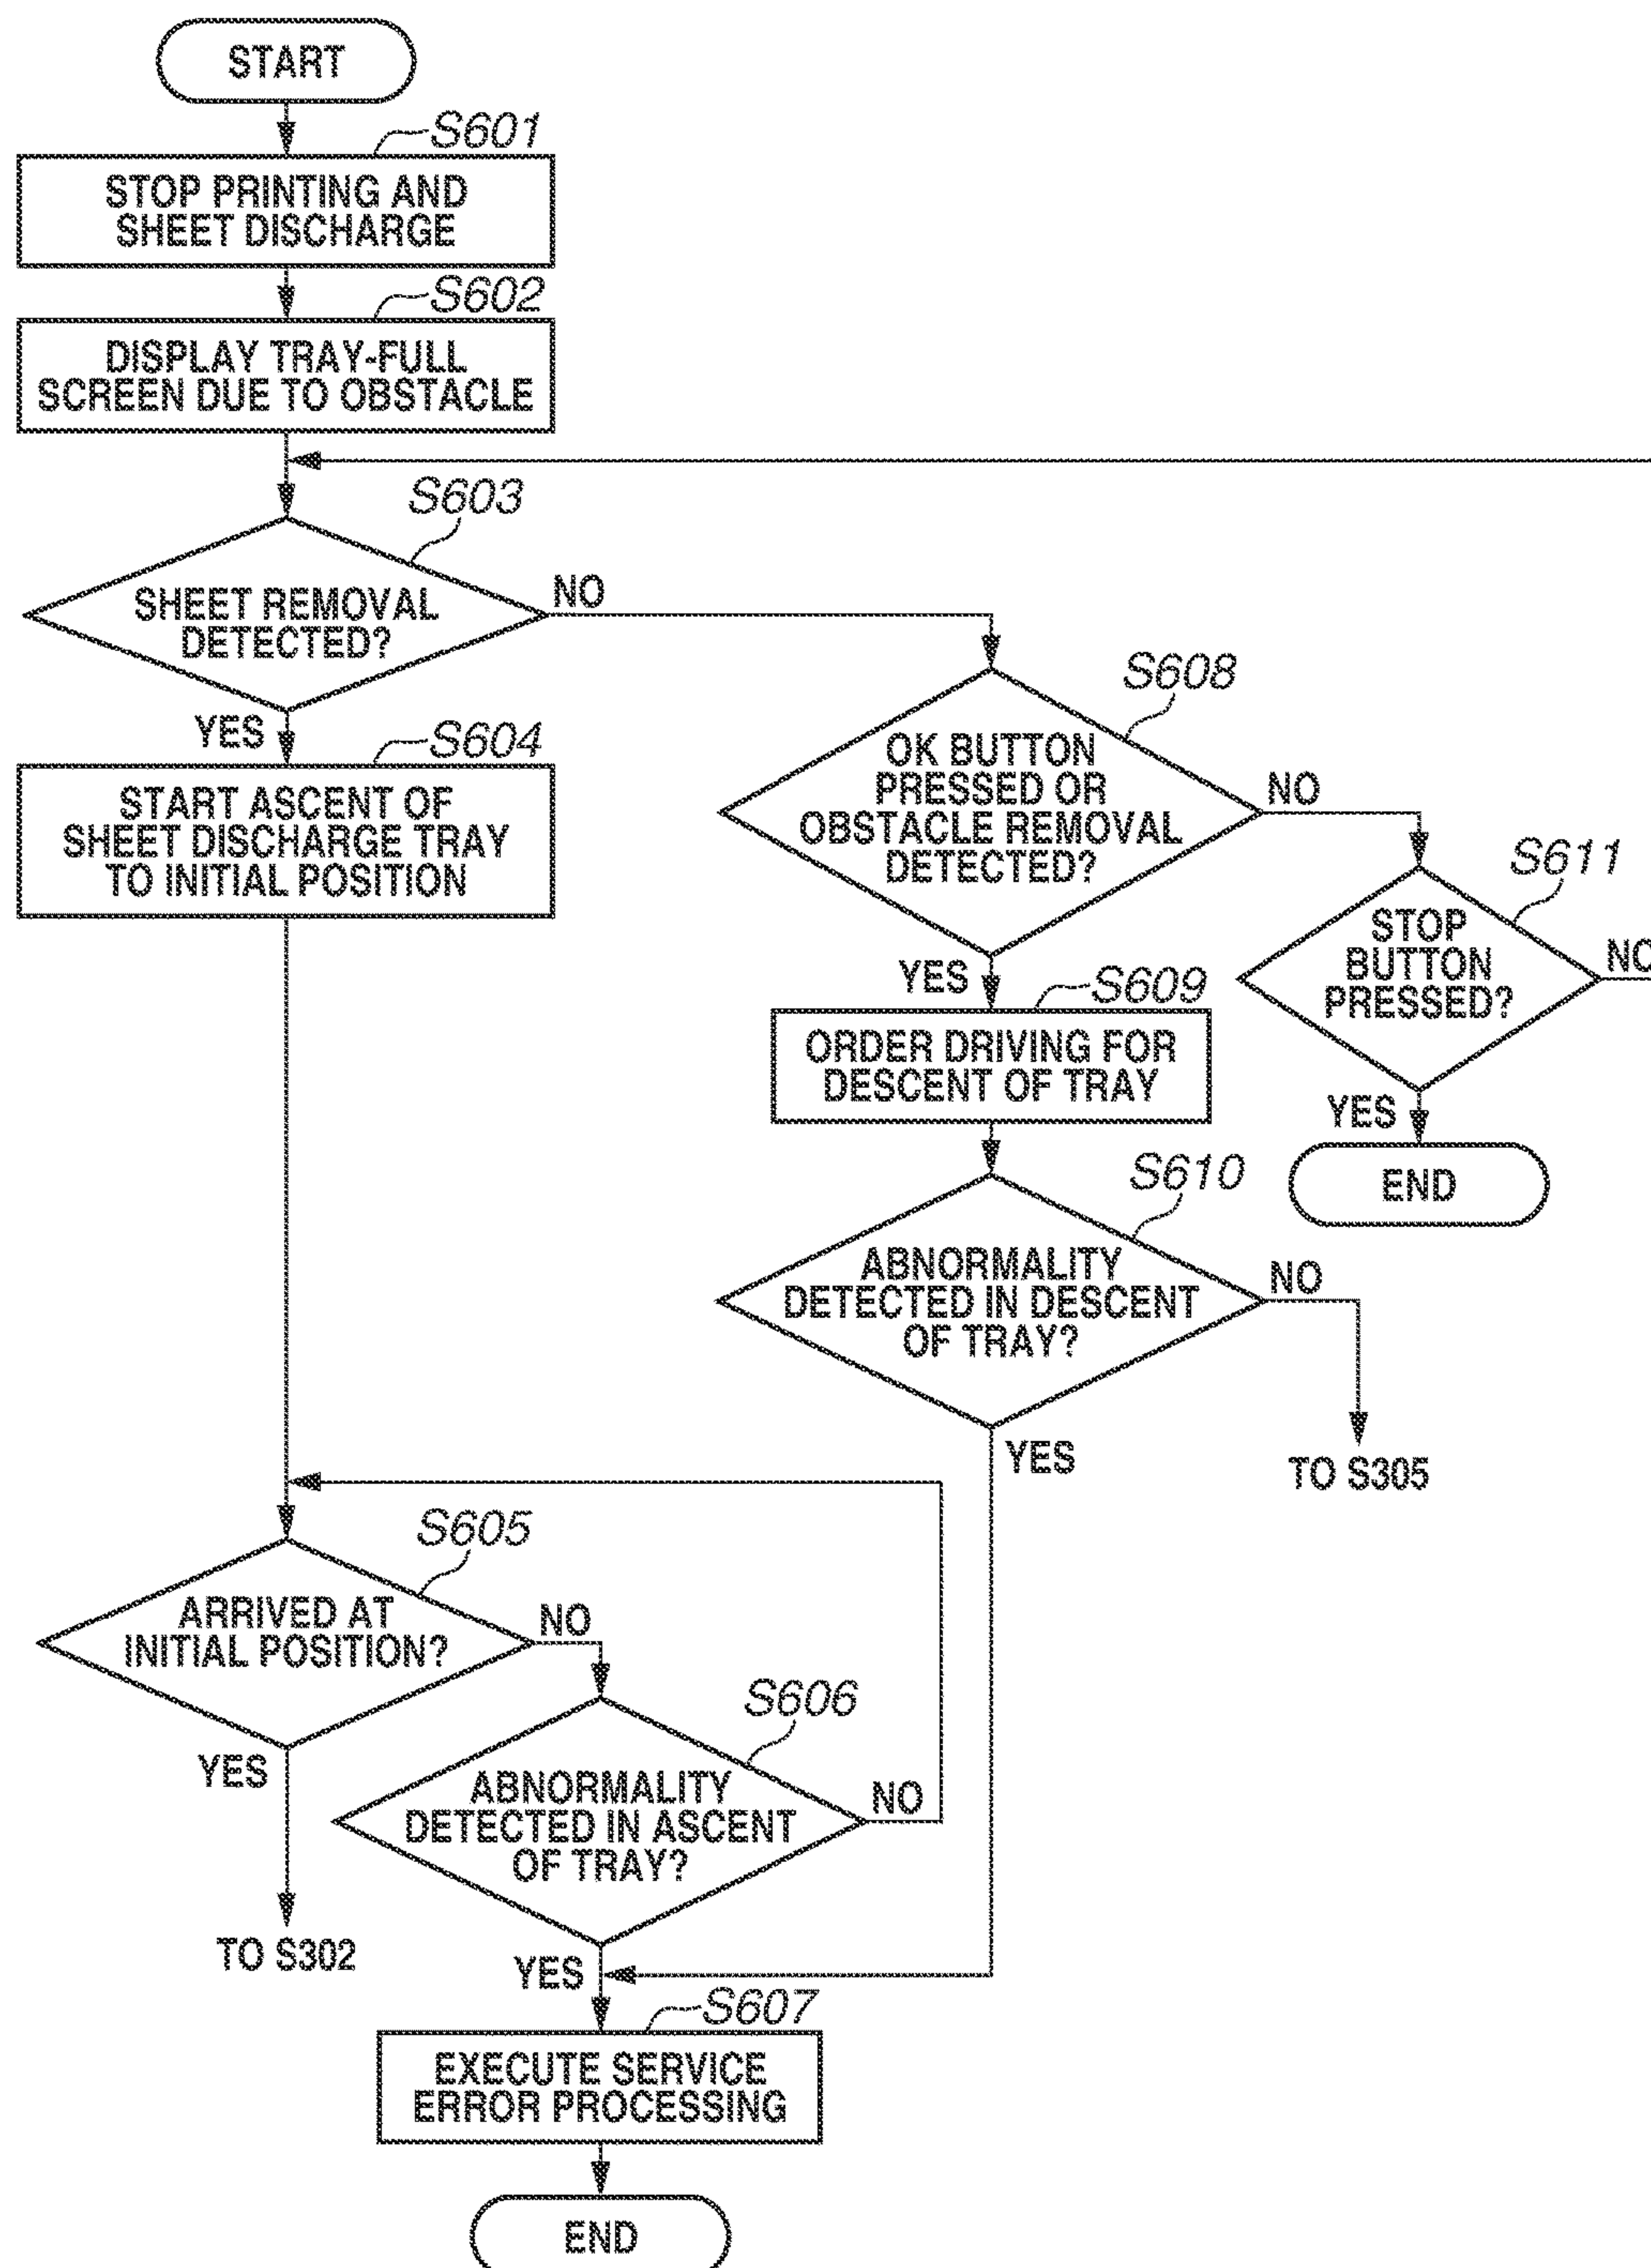 START
S601
STOP PRINTING AND
SHEET DISCHARGE
S602
DISPLAY TRAY-FULL
SCREEN DUE TO OBSTACLE
S603
SHEET REMOVAL
DETECTED?
NO
YES
S604
START ASCENT OF
SHEET DISCHARGE TRAY
TO INITIAL POSITION
S608
OK BUTTON
PRESSED OR
OBSTACLE REMOVAL
DETECTED?
NO
YES
S611
STOP
BUTTON
PRESSED?
NO
YES
END
S609
ORDER DRIVING FOR
DESCENT OF TRAY
S610
ABNORMALITY
DETECTED IN DESCENT
OF TRAY?
NO
YES
TO S305
S605
ARRIVED AT
INITIAL POSITION?
NO
YES
TO S302
S606
ABNORMALITY
DETECTED IN ASCENT
OF TRAY?
NO
YES
S607
EXECUTE SERVICE
ERROR PROCESSING
END